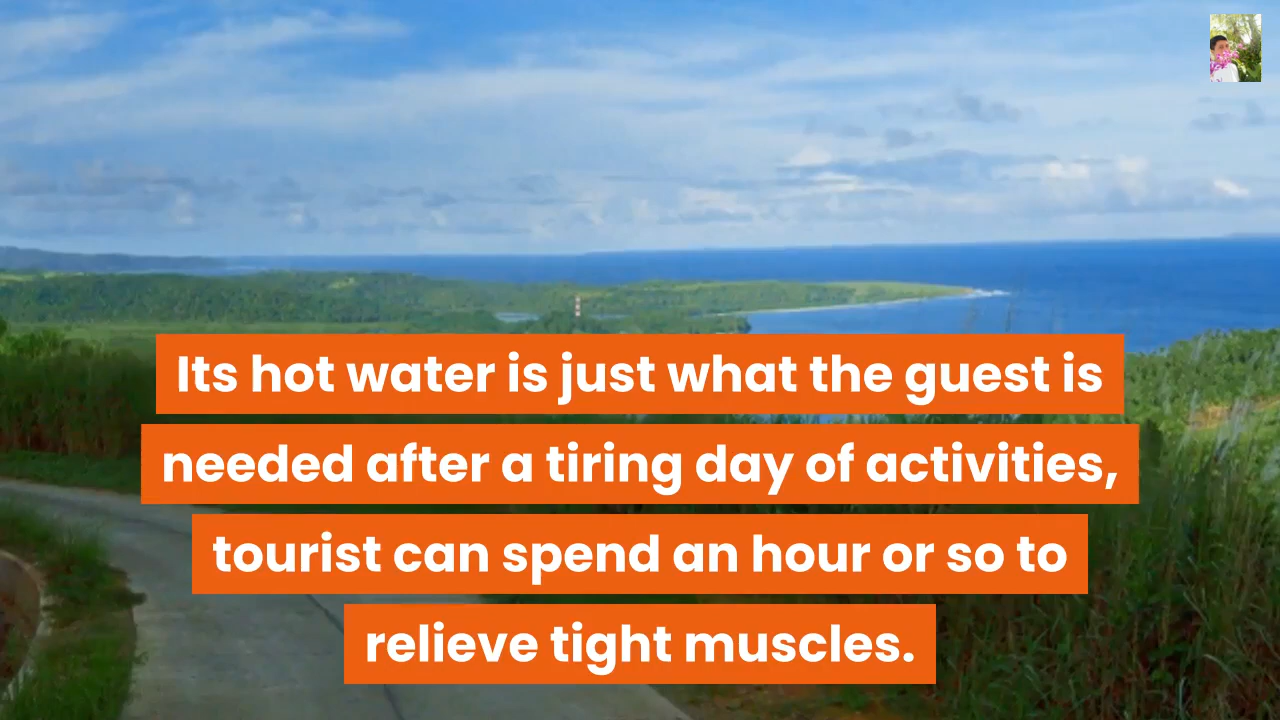 Its hot water is just what the guest is
needed after a tiring day of activities,
tourist can spend an hour or so to
relieve tight muscles.